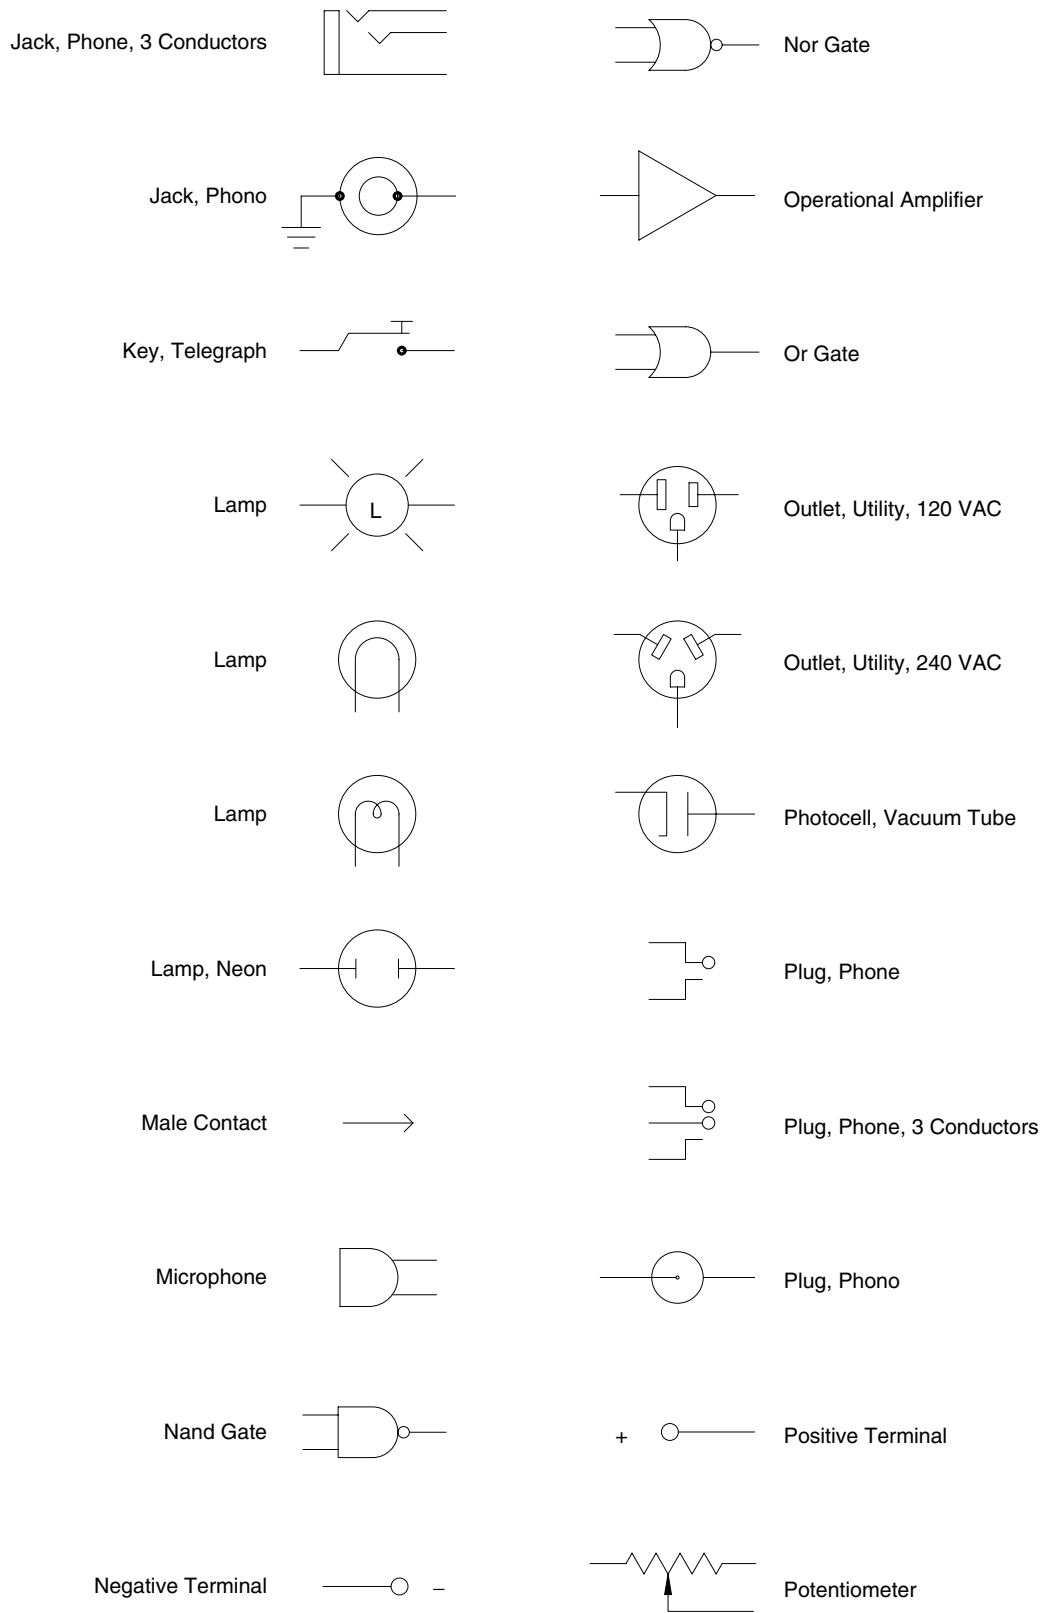 Jack, Phone, 3 Conductors
Nor Gate
Jack, Phono
Operational Amplifier
Key, Telegraph
Or Gate
Lamp
L
Outlet, Utility, 120 VAC
Lamp
Outlet, Utility, 240 VAC
Lamp
Photocell, Vacuum Tube
Lamp, Neon
Plug, Phone
Male Contact
Plug, Phone, 3 Conductors
Microphone
Plug, Phono
Nand Gate
+
Positive Terminal
Negative Terminal
–
Potentiometer